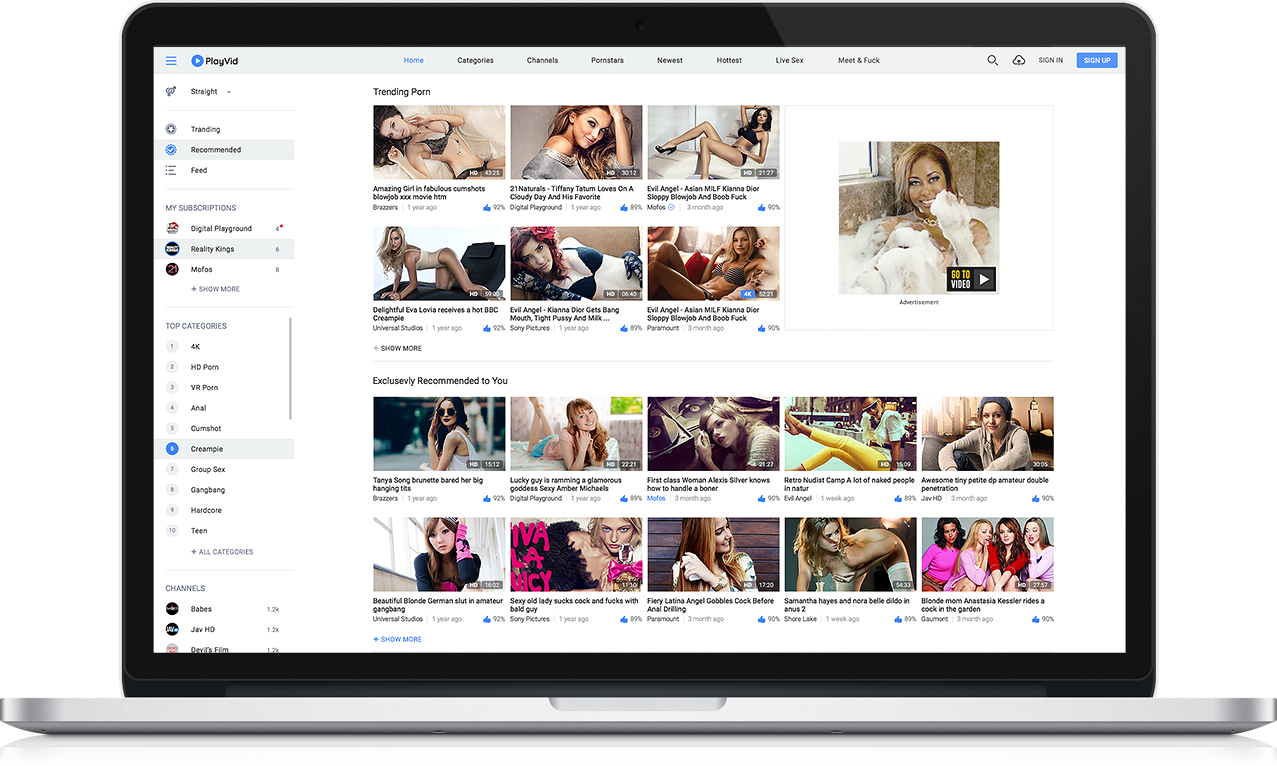 PlayVid
Home
Categories
Channels
Pornstars
Newest
Hottest
Live Sex
Meet & Fuck
SIGN IN
SIGN UP
Straight
Tranding
Recommended
Feed
MY SUBSCRIPTIONS
Digital Playground 4
Reality Kings 6
Mofos 8
+ SHOW MORE
TOP CATEGORIES
1 4K
2 HD Porn
3 VR Porn
4 Anal
5 Cumshot
6 Creampie
7 Group Sex
8 Gangbang
9 Hardcore
10 Teen
+ ALL CATEGORIES
CHANNELS
Babes 1.2k
Jav HD 1.2k
Devil's Film 1.2k
Trending Porn
HD 43:25
Amazing Girl in fabulous cumshots
blowjob xxx movie htm
Brazzers 1 year ago 92%
HD 30:12
21Naturals - Tiffany Tatum Loves On A
Cloudy Day And His Favorite
Digital Playground 1 year ago 89%
HD 21:27
Evil Angel - Asian MILF Kianna Dior
Sloppy Blowjob And Boob Fuck
Mofos 3 month ago 90%
GO TO
VIDEO
Advertisement
HD 59:00
Delightful Eva Lovia receives a hot BBC
Creampie
Universal Studios 1 year ago 92%
HD 06:40
Evil Angel - Kianna Dior Gets Bang
Mouth, Tight Pussy And Milk ...
Sony Pictures 1 year ago 89%
4K 52:21
Evil Angel - Asian MILF Kianna Dior
Sloppy Blowjob And Boob Fuck
Paramount 3 month ago 90%
+ SHOW MORE
Exclusevly Recommended to You
HD 15:12
Tanya Song brunette bared her big
hanging tits
Brazzers 1 year ago 92%
HD 22:21
Lucky guy is ramming a glamorous
goddess Sexy Amber Michaels
Digital Playground 1 year ago 89%
21:27
First class Woman Alexis Silver knows
how to handle a boner
Mofos 3 month ago 90%
HD 15:09
Retro Nudist Camp A lot of naked people
in natur
Evil Angel 1 week ago 89%
30:05
Awesome tiny petite dp amateur double
penetration
Jav HD 3 month ago 90%
HD 16:02
Beautiful Blonde German slut in amateur
gangbang
Universal Studios 1 year ago 92%
11:10
Sexy old lady sucks cock and fucks with
bald guy
Sony Pictures 1 year ago 89%
HD 17:20
Fiery Latina Angel Gobbles Cock Before
Anal Drilling
Paramount 3 month ago 90%
54:33
Samantha hayes and nora belle dildo in
anus 2
Shore Lake 1 week ago 89%
HD 27:57
Blonde mom Anastasia Kessler rides a
cock in the garden
Gaumont 3 month ago 90%
+ SHOW MORE